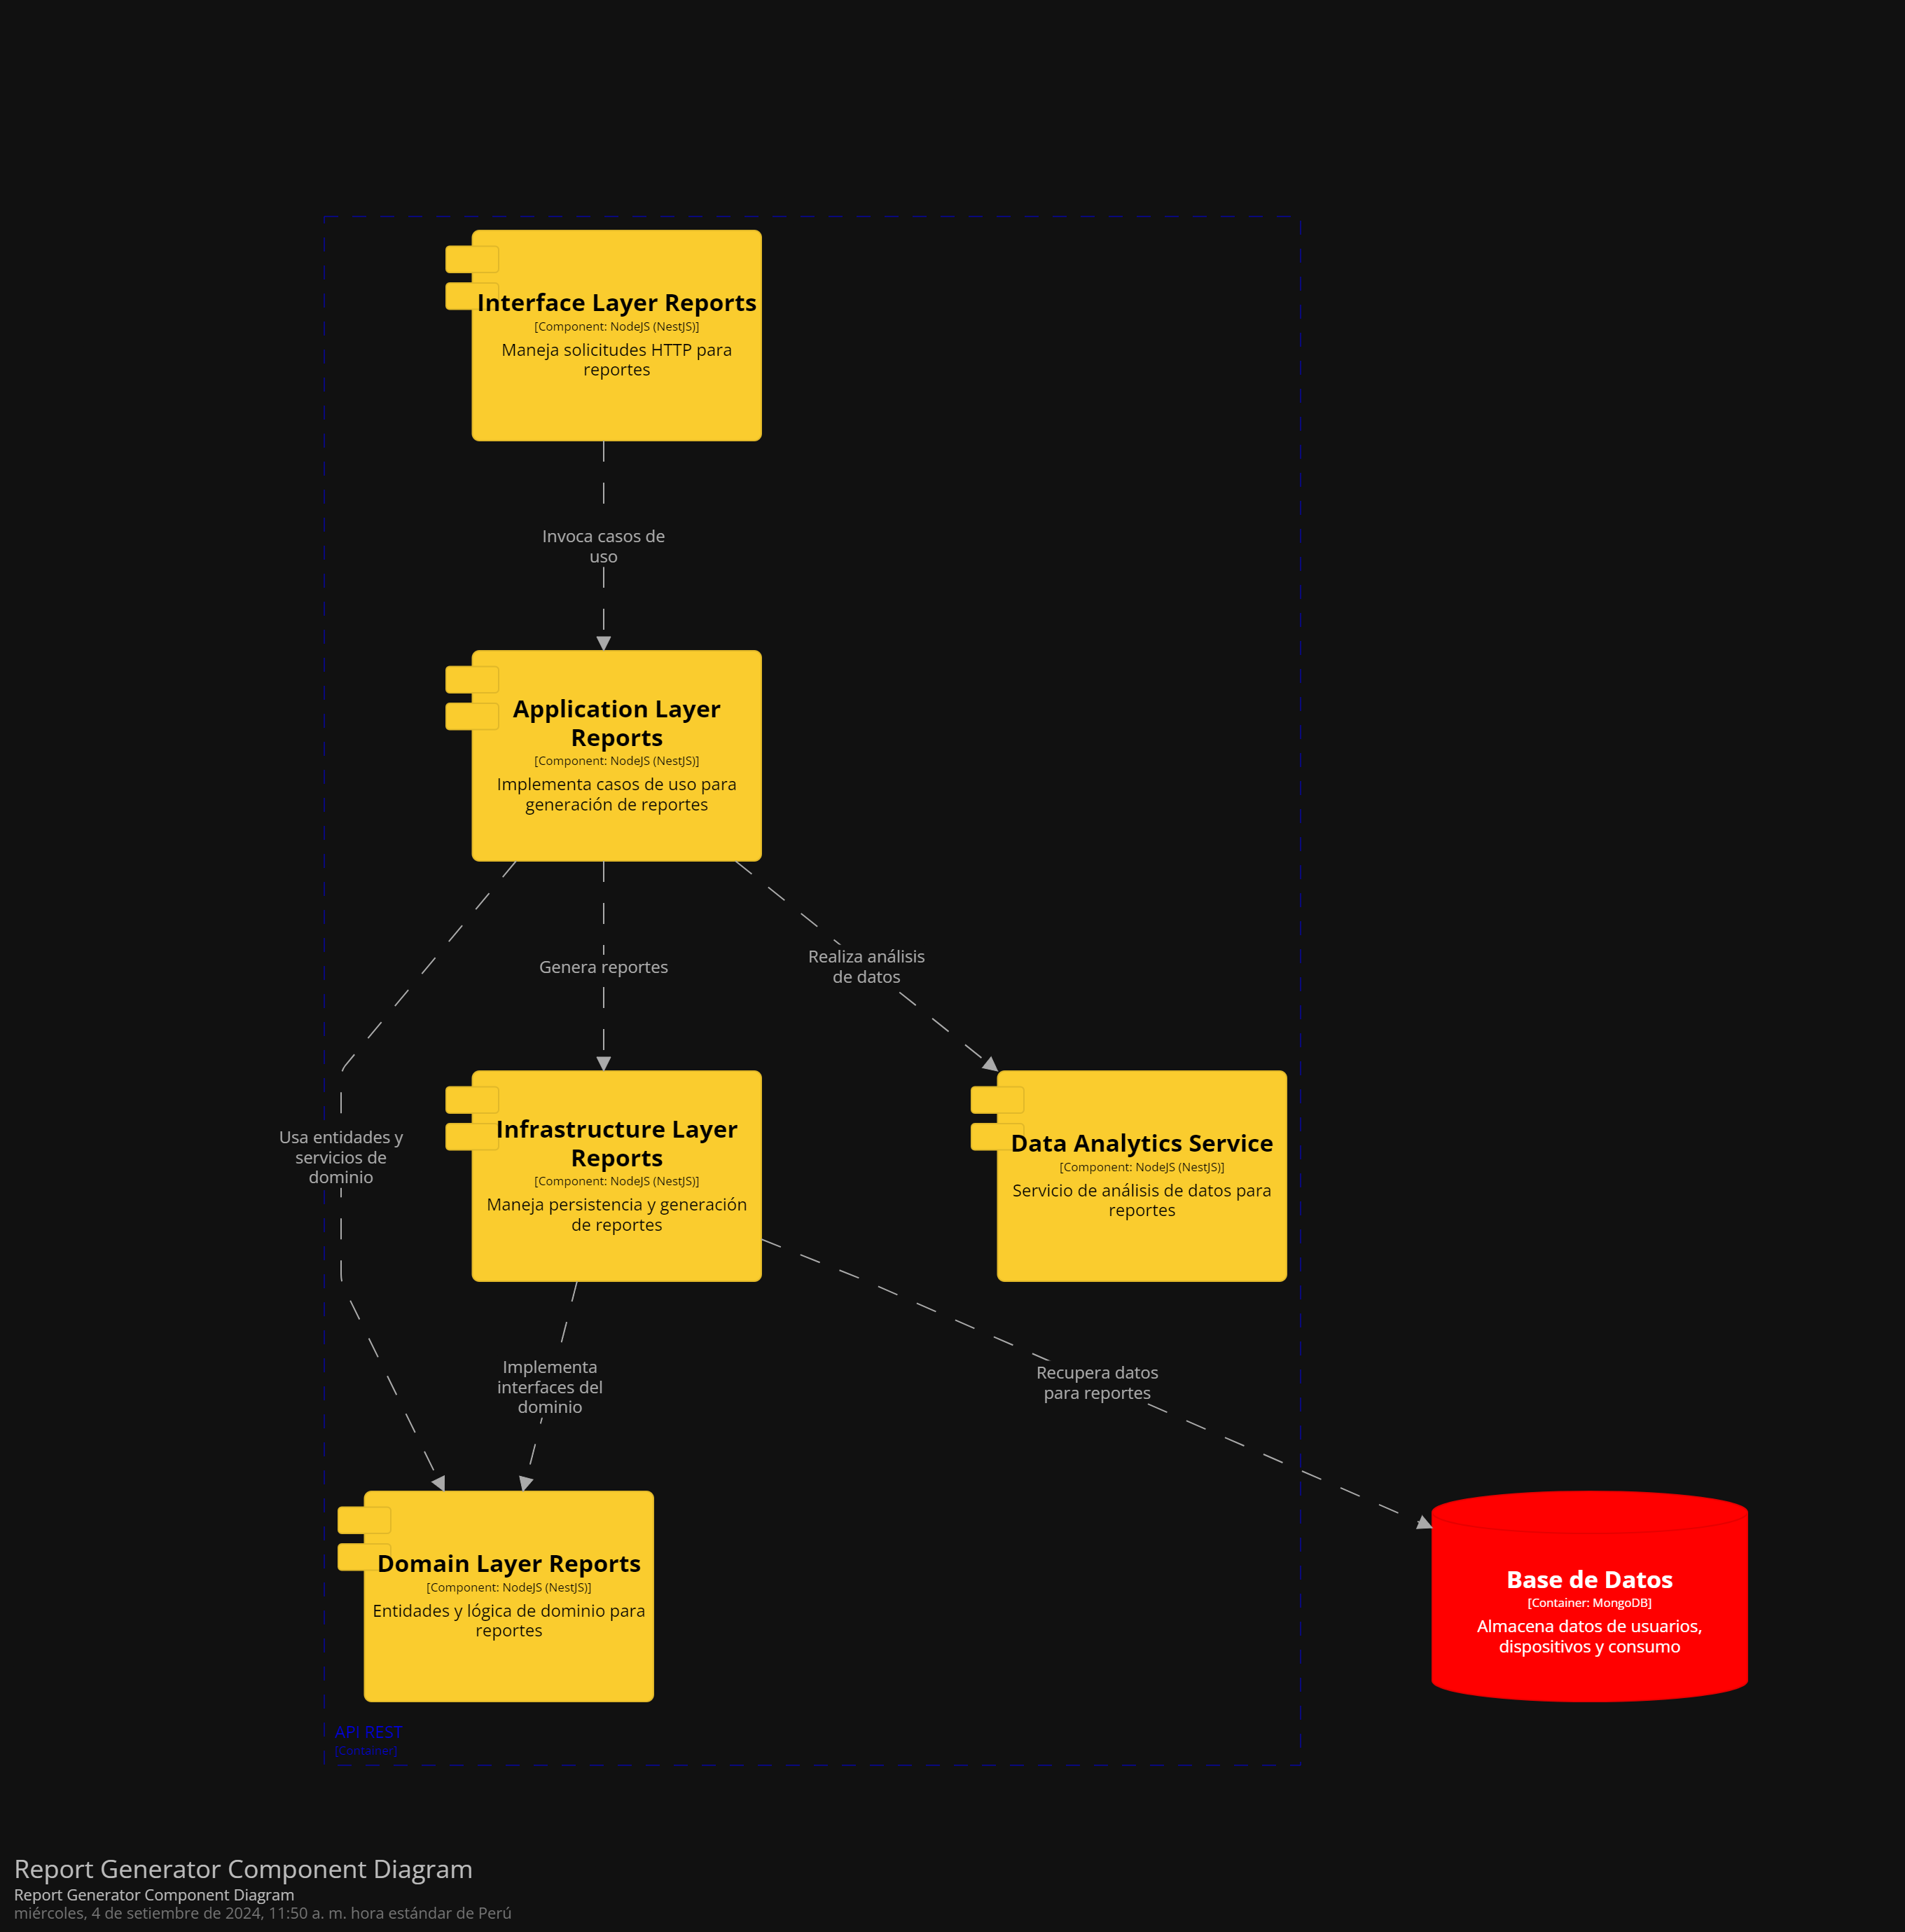 Interface Layer Reports
[Component: NodeJS (NestJS)]
Maneja solicitudes HTTP para
reportes
Invoca casos de
uso
Application Layer
Reports
[Component: NodeJS (NestJS)]
Implementa casos de uso para
generación de reportes
Genera reportes
Realiza análisis
de datos
Usa entidades y
servicios de
dominio
Infrastructure Layer
Reports
[Component: NodeJS (NestJS)]
Maneja persistencia y generación
de reportes
Data Analytics Service
[Component: NodeJS (NestJS)]
Servicio de análisis de datos para
reportes
Implementa
interfaces del
dominio
Recupera datos
para reportes
Domain Layer Reports
[Component: NodeJS (NestJS)]
Entidades y lógica de dominio para
reportes
Base de Datos
[Container: MongoDB]
Almacena datos de usuarios,
dispositivos y consumo
API REST
[Container]
Report Generator Component Diagram
Report Generator Component Diagram
miércoles, 4 de setiembre de 2024, 11:50 a. m. hora estándar de Perú